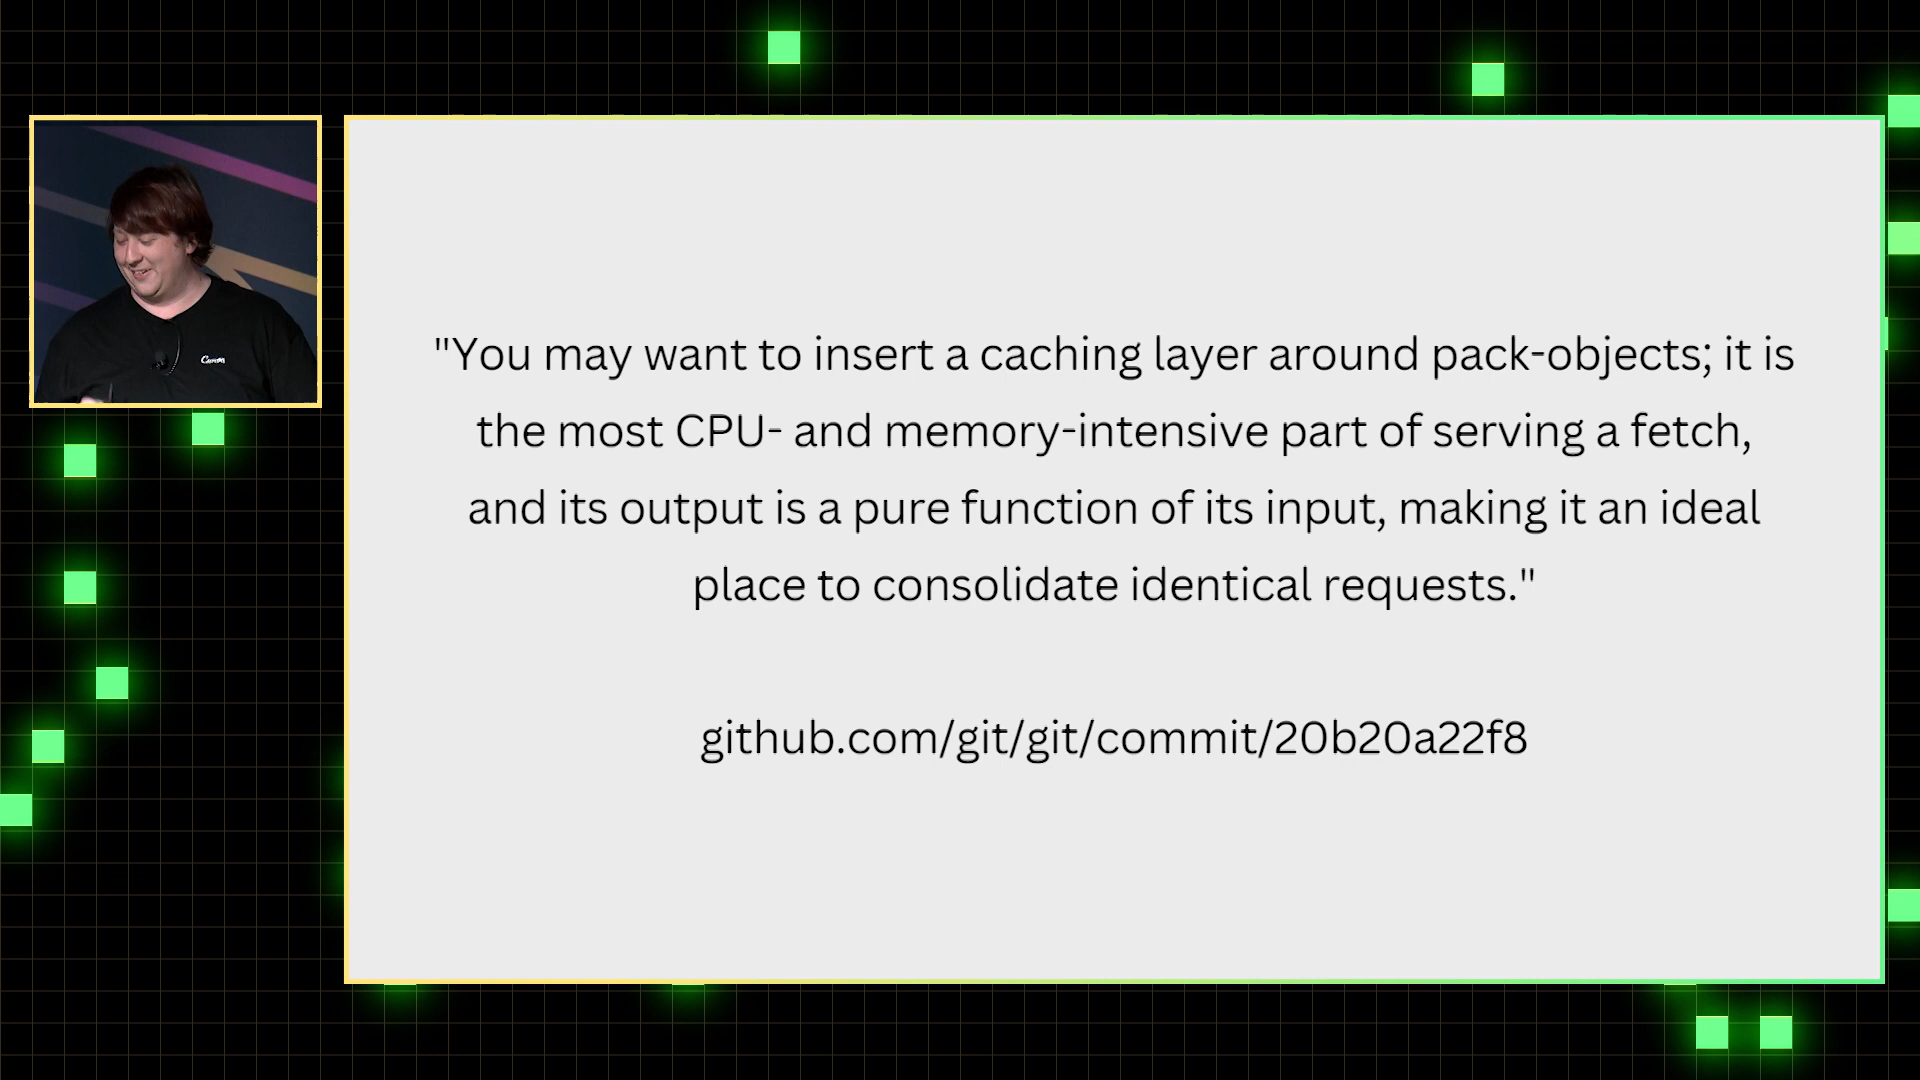 Canva
"You may want to insert a caching layer around pack-objects; it is
the most CPU- and memory-intensive part of serving a fetch,
and its output is a pure function of its input, making it an ideal
place to consolidate identical requests."
github.com/git/git/commit/20b20a22f8